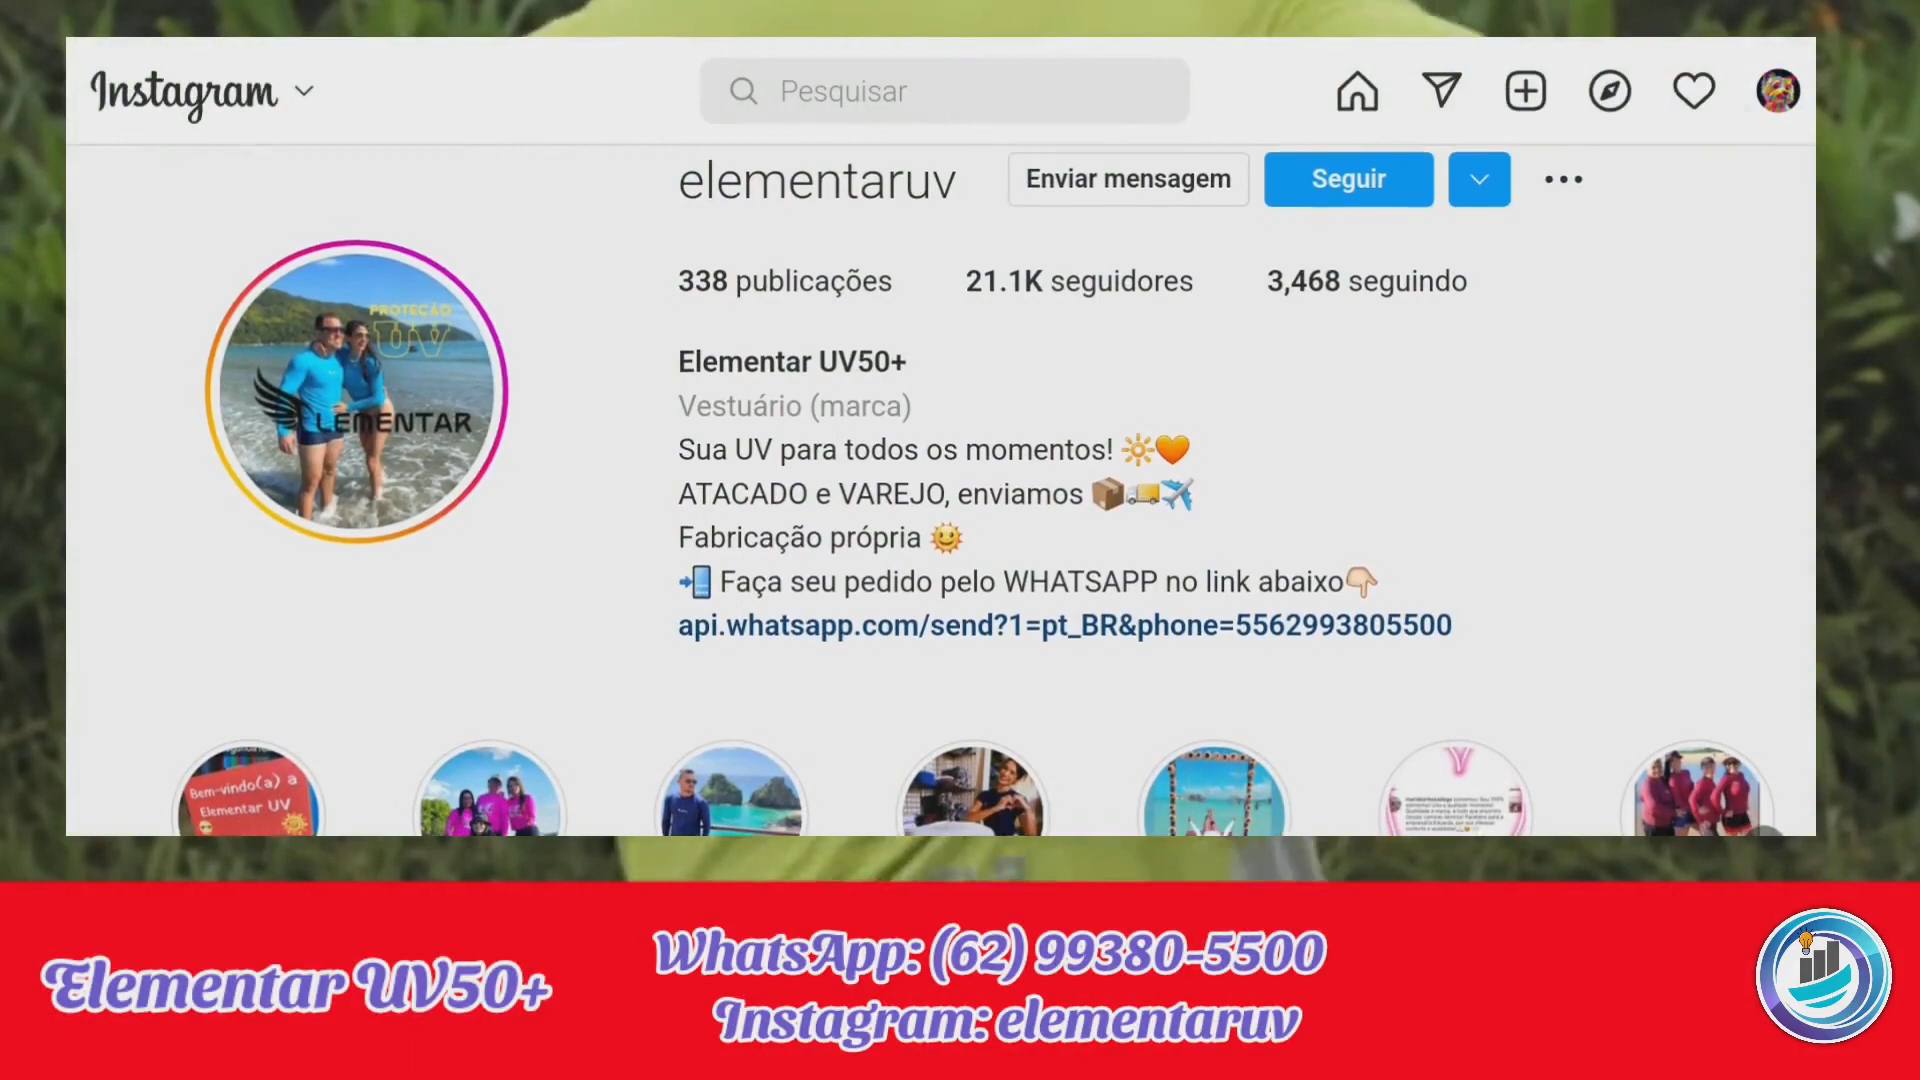 Instagram
Pesquisar
elementaruv
Enviar mensagem
Seguir
338 publicações
21.1K seguidores
3,468 seguindo
PROTEÇÃO
UV
ELEMENTAR
Elementar UV50+
Vestuário (marca)
Sua UV para todos os momentos! 🔆🧡
ATACADO e VAREJO, enviamos 📦🚚✈️
Fabricação própria 🌞
📲 Faça seu pedido pelo WHATSAPP no link abaixo👇🏻
api.whatsapp.com/send?1=pt_BR&phone=5562993805500
Bem-vindo(a) a
Elementar UV
Elementar UV50+
WhatsApp: (62) 99380-5500
Instagram: elementaruv